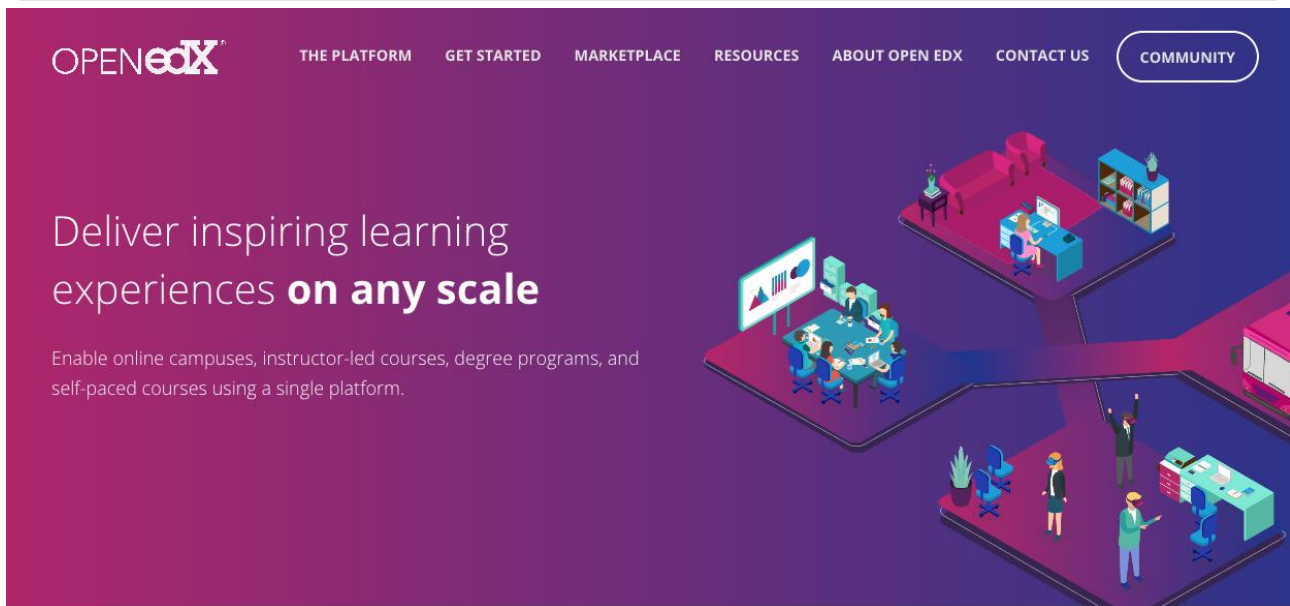 OPENedX
THE PLATFORM GET STARTED MARKETPLACE RESOURCES ABOUT OPEN EDX CONTACT US COMMUNITY
Deliver inspiring learning
experiences on any scale
Enable online campuses, instructor-led courses, degree programs, and
self-paced courses using a single platform.